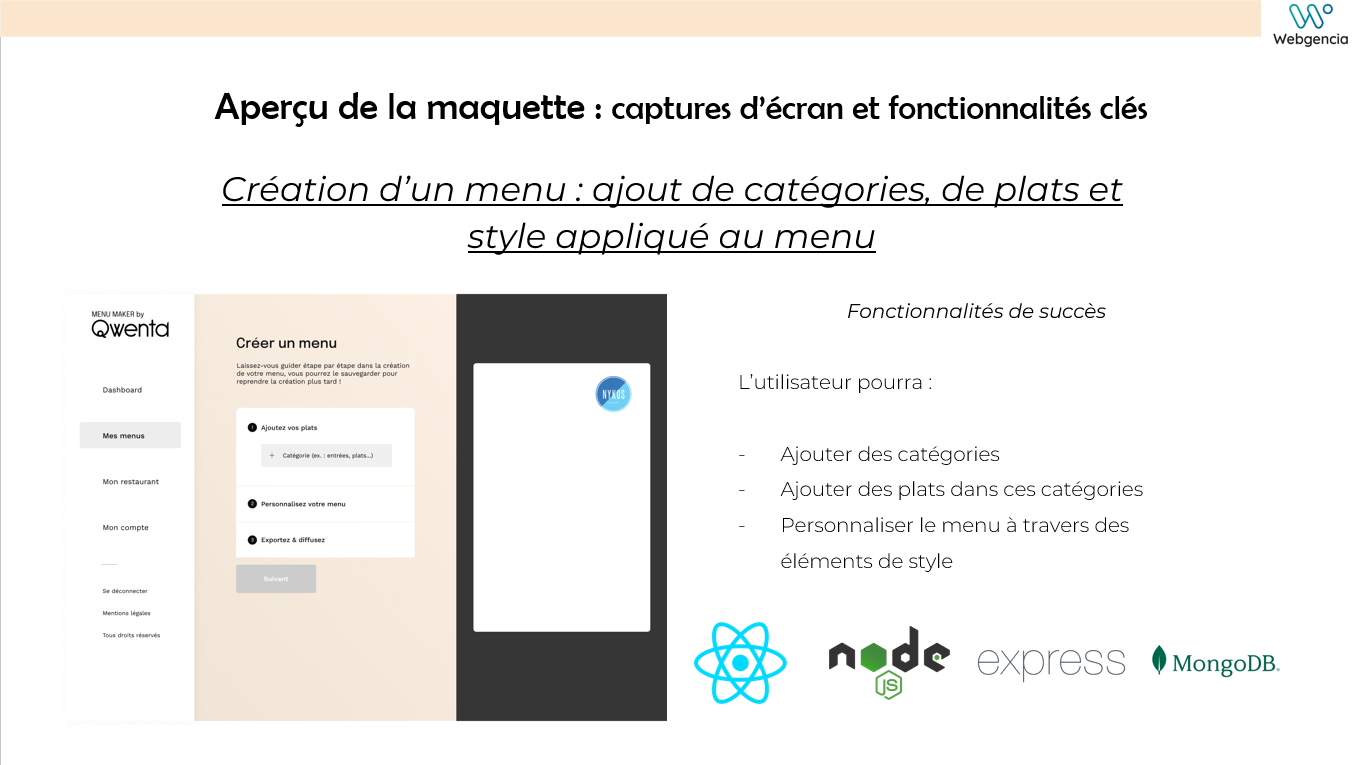 Webgencia
Aperçu de la maquette : captures d’écran et fonctionnalités clés
Création d’un menu : ajout de catégories, de plats et
style appliqué au menu
MENU MAKER by
Qwenta
Dashboard
Mes menus
Mon restaurant
Mon compte
Se déconnecter
Mentions légales
Tous droits réservés
Créer un menu
Laissez-vous guider étape par étape dans la création
de votre menu, vous pourrez le sauvegarder pour
reprendre la création plus tard !
1 Ajoutez vos plats
+ Catégorie (ex. : entrées, plats...)
2 Personnalisez votre menu
3 Exportez & diffusez
Suivant
NYKOS
Fonctionnalités de succès
L’utilisateur pourra :
- Ajouter des catégories
- Ajouter des plats dans ces catégories
- Personnaliser le menu à travers des
éléments de style
node
JS
express
MongoDB®